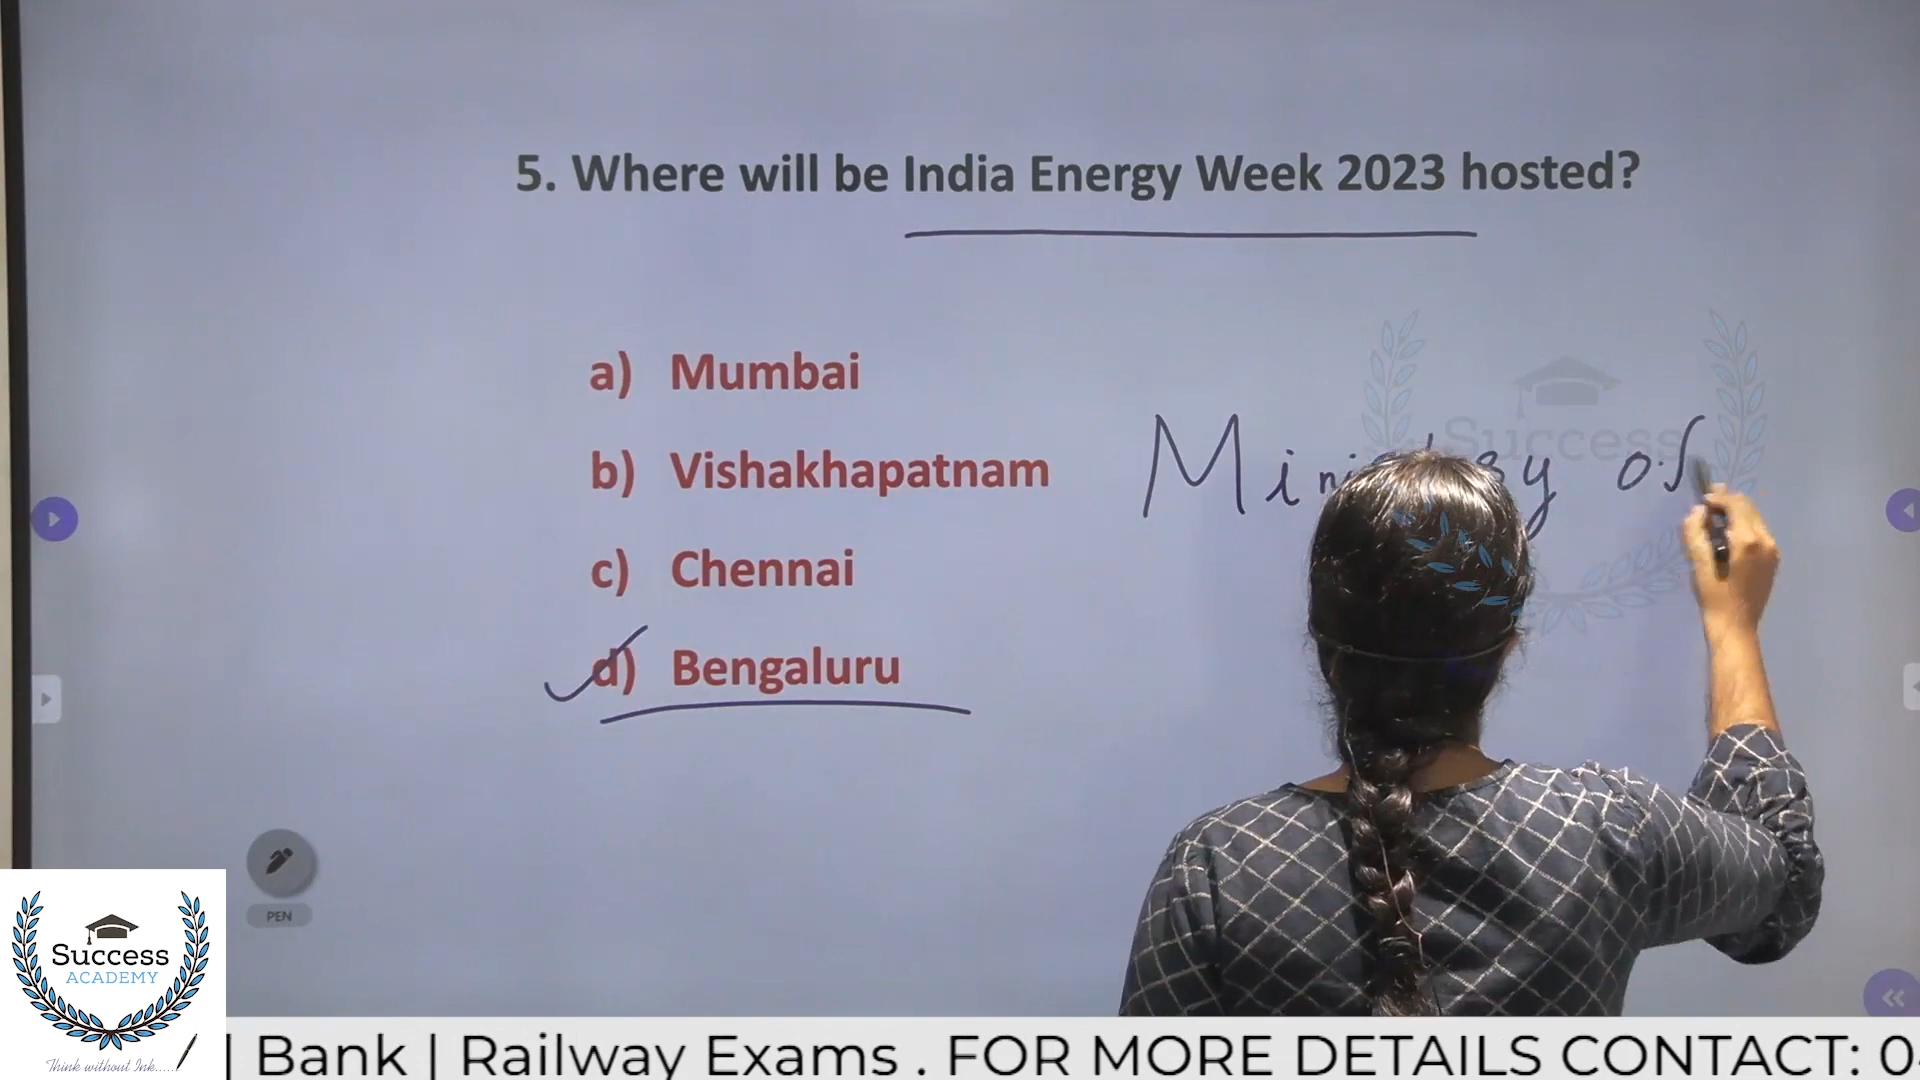 5. Where will be India Energy Week 2023 hosted?
a) Mumbai
b) Vishakhapatnam
c) Chennai
d) Bengaluru
Success
of
PEN
Success
ACADEMY
Think without Ink......
| Bank | Railway Exams . FOR MORE DETAILS CONTACT: 0